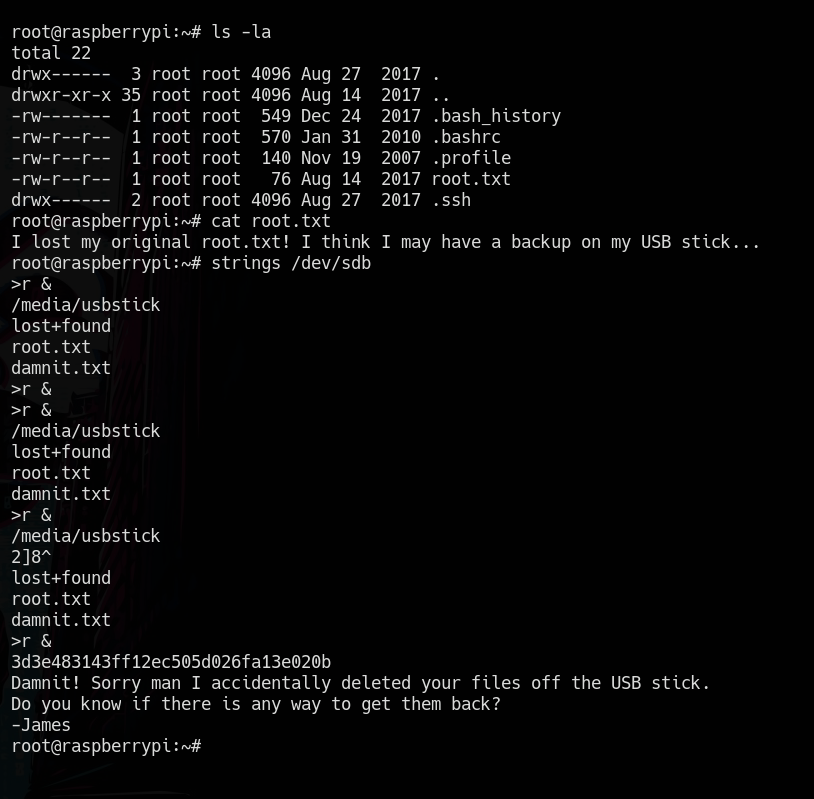 root@raspberrypi:~# ls -la
total 22
drwx------  3 root root 4096 Aug 27  2017 .
drwxr-xr-x 35 root root 4096 Aug 14  2017 ..
-rw-------  1 root root  549 Dec 24  2017 .bash_history
-rw-r--r--  1 root root  570 Jan 31  2010 .bashrc
-rw-r--r--  1 root root  140 Nov 19  2007 .profile
-rw-r--r--  1 root root   76 Aug 14  2017 root.txt
drwx------  2 root root 4096 Aug 27  2017 .ssh
root@raspberrypi:~# cat root.txt
I lost my original root.txt! I think I may have a backup on my USB stick...
root@raspberrypi:~# strings /dev/sdb
>r &
/media/usbstick
lost+found
root.txt
damnit.txt
>r &
>r &
/media/usbstick
lost+found
root.txt
damnit.txt
>r &
/media/usbstick
2]8^
lost+found
root.txt
damnit.txt
>r &
3d3e483143ff12ec505d026fa13e020b
Damnit! Sorry man I accidentally deleted your files off the USB stick.
Do you know if there is any way to get them back?
-James
root@raspberrypi:~#